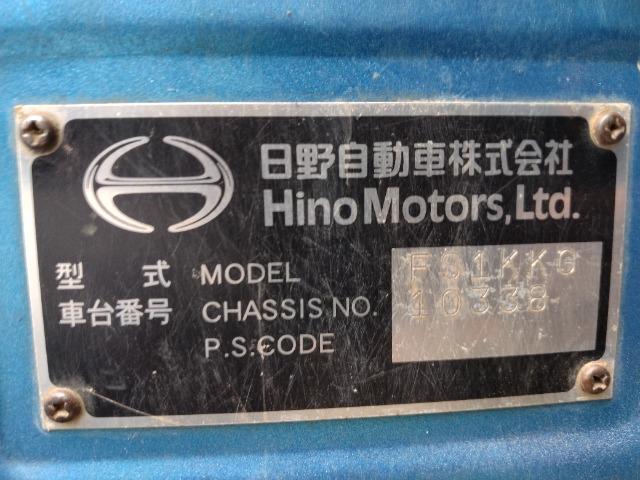 日野自動車株式会社
Hino Motors, Ltd.
型 式 MODEL FS1KKG
車台番号 CHASSIS NO. 10338
P.S.CODE